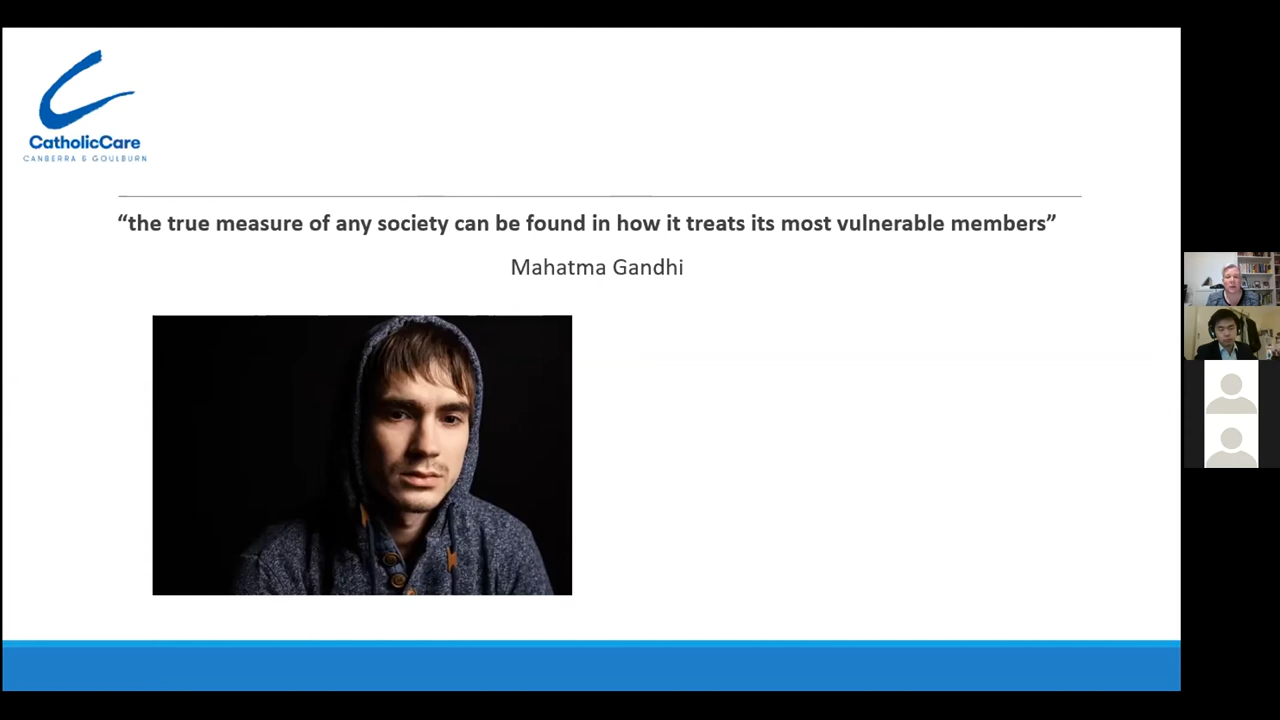 CatholicCare
CANBERRA & GOULBURN
“the true measure of any society can be found in how it treats its most vulnerable members”
Mahatma Gandhi